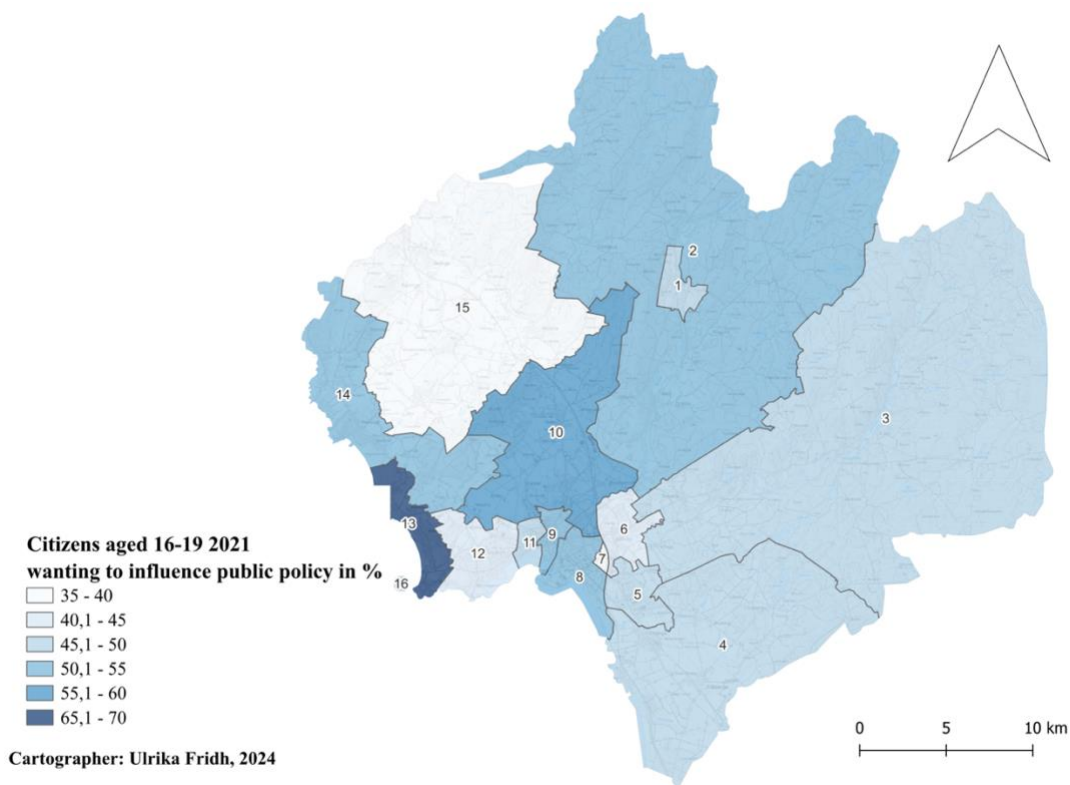 2
1
15
14
3
10
13
12
11
9
6
7
8
5
16
4
Citizens aged 16-19 2021
wanting to influence public policy in %
35 - 40
40,1 - 45
45,1 - 50
50,1 - 55
55,1 - 60
65,1 - 70
Cartographer: Ulrika Fridh, 2024
0 5 10 km